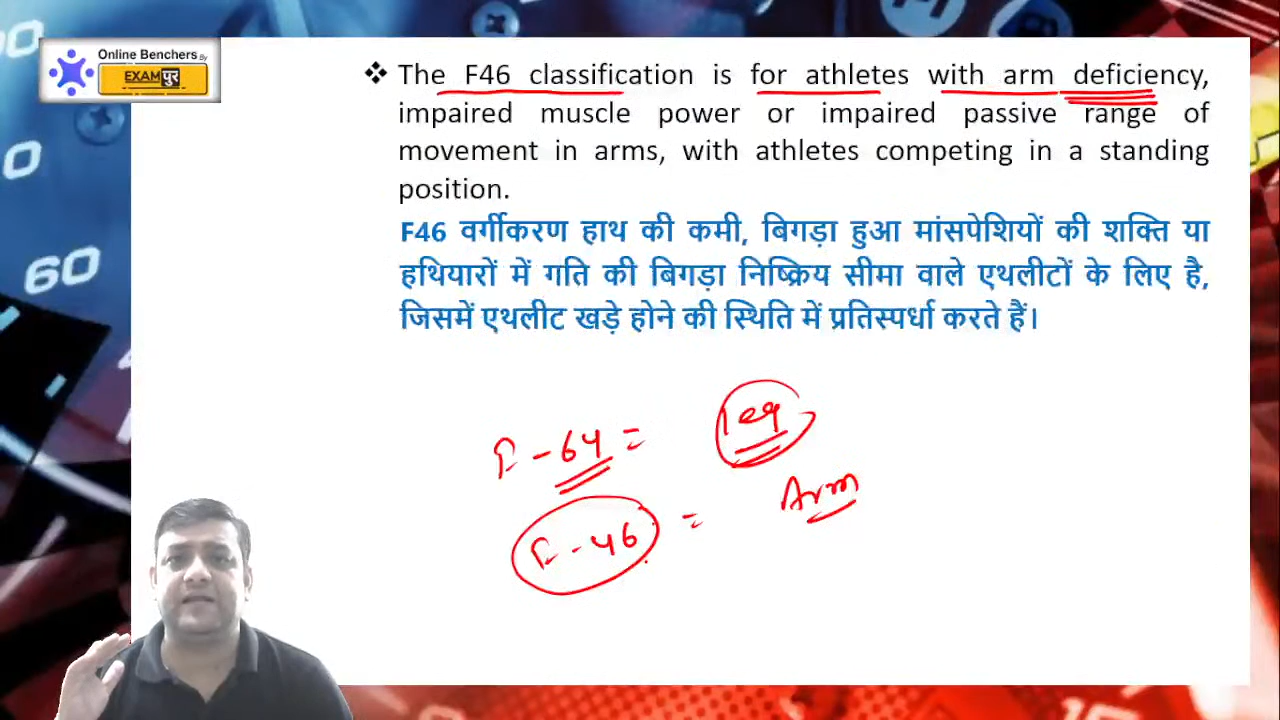 Online Benchers By
EXAMपुर
The F46 classification is for athletes with arm deficiency,
impaired muscle power or impaired passive range of
movement in arms, with athletes competing in a standing
position.
F46 वर्गीकरण हाथ की कमी, बिगड़ा हुआ मांसपेशियों की शक्ति या
हथियारों में गति की बिगड़ा निष्क्रिय सीमा वाले एथलीटों के लिए है,
जिसमें एथलीट खड़े होने की स्थिति में प्रतिस्पर्धा करते हैं।
F-64 = leg
F-46 = Arm
60